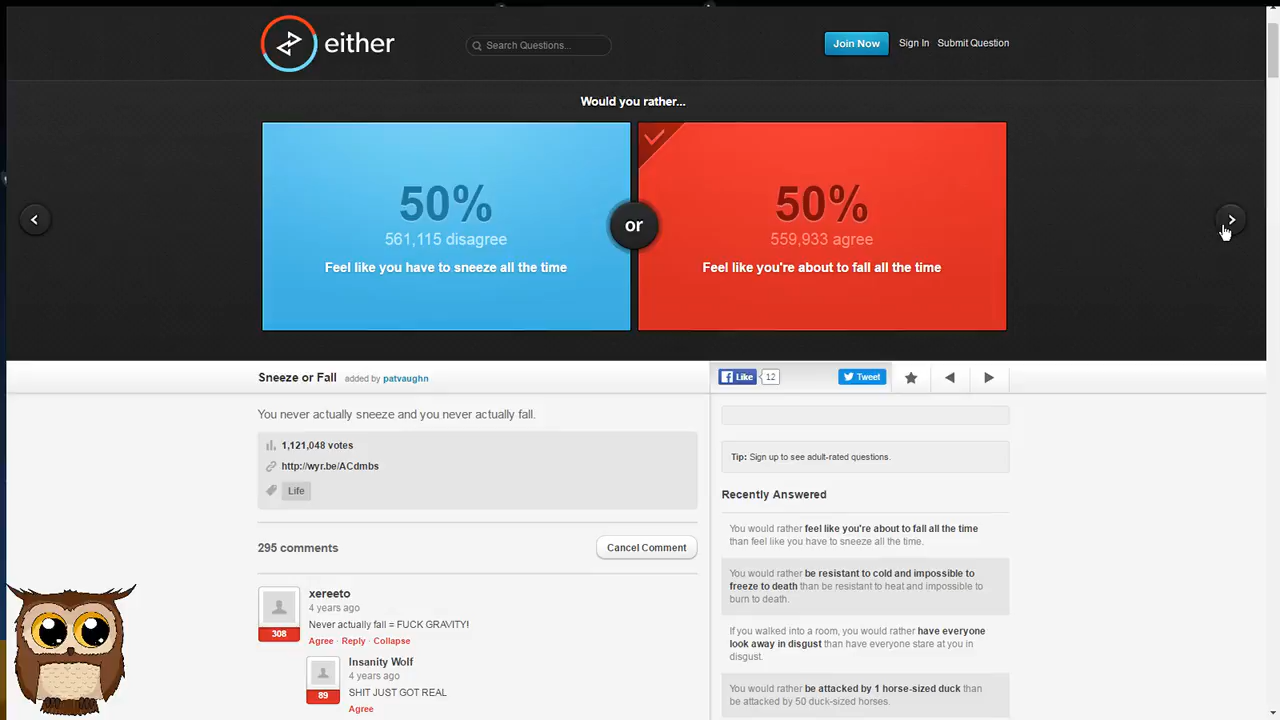 either
Search Questions...
Join Now
Sign In
Submit Question
Would you rather...
50%
561,115 disagree
Feel like you have to sneeze all the time
or
50%
559,933 agree
Feel like you're about to fall all the time
Sneeze or Fall added by patvaughn
Like 12
Tweet
You never actually sneeze and you never actually fall.
1,121,048 votes
http://wyr.be/ACdmbs
Life
295 comments
Cancel Comment
xereeto
4 years ago
Never actually fall = FUCK GRAVITY!
308
Agree · Reply · Collapse
Insanity Wolf
4 years ago
SHIT JUST GOT REAL
89
Agree
Tip: Sign up to see adult-rated questions.
Recently Answered
You would rather feel like you're about to fall all the time
than feel like you have to sneeze all the time.
You would rather be resistant to cold and impossible to
freeze to death than be resistant to heat and impossible to
burn to death.
If you walked into a room, you would rather have everyone
look away in disgust than have everyone stare at you in
disgust.
You would rather be attacked by 1 horse-sized duck than
be attacked by 50 duck-sized horses.